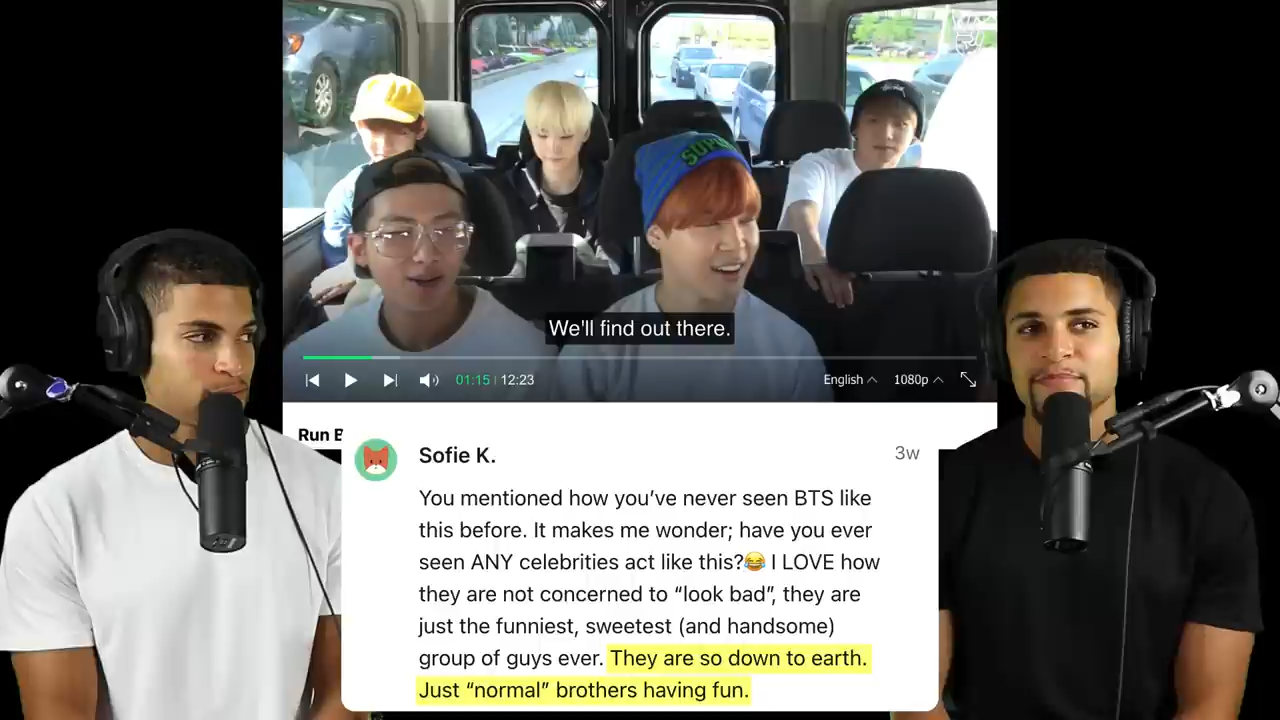 SUP
We'll find out there.
01:15 | 12:23
English
1080p
Run B
Sofie K.
3w
You mentioned how you’ve never seen BTS like
this before. It makes me wonder; have you ever
seen ANY celebrities act like this?😂 I LOVE how
they are not concerned to “look bad”, they are
just the funniest, sweetest (and handsome)
group of guys ever. They are so down to earth.
Just “normal” brothers having fun.